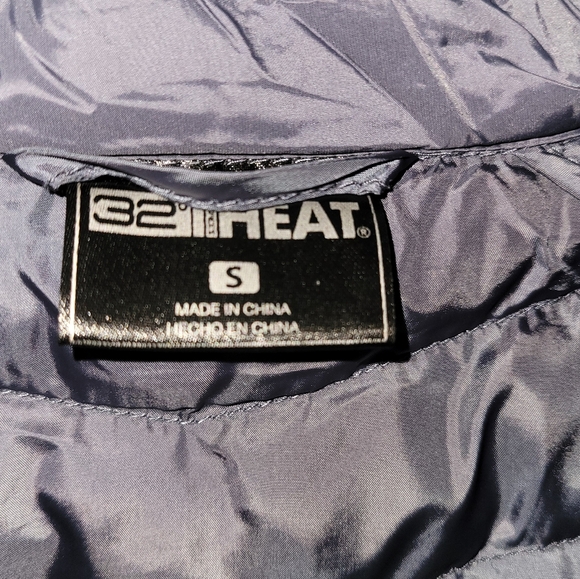 32° HEAT®
S
MADE IN CHINA
HECHO EN CHINA